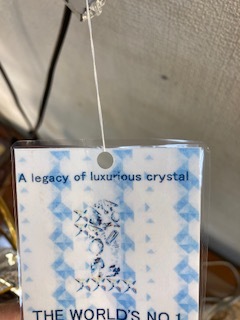 A legacy of luxurious crystal
THE WORLD'S NO.1